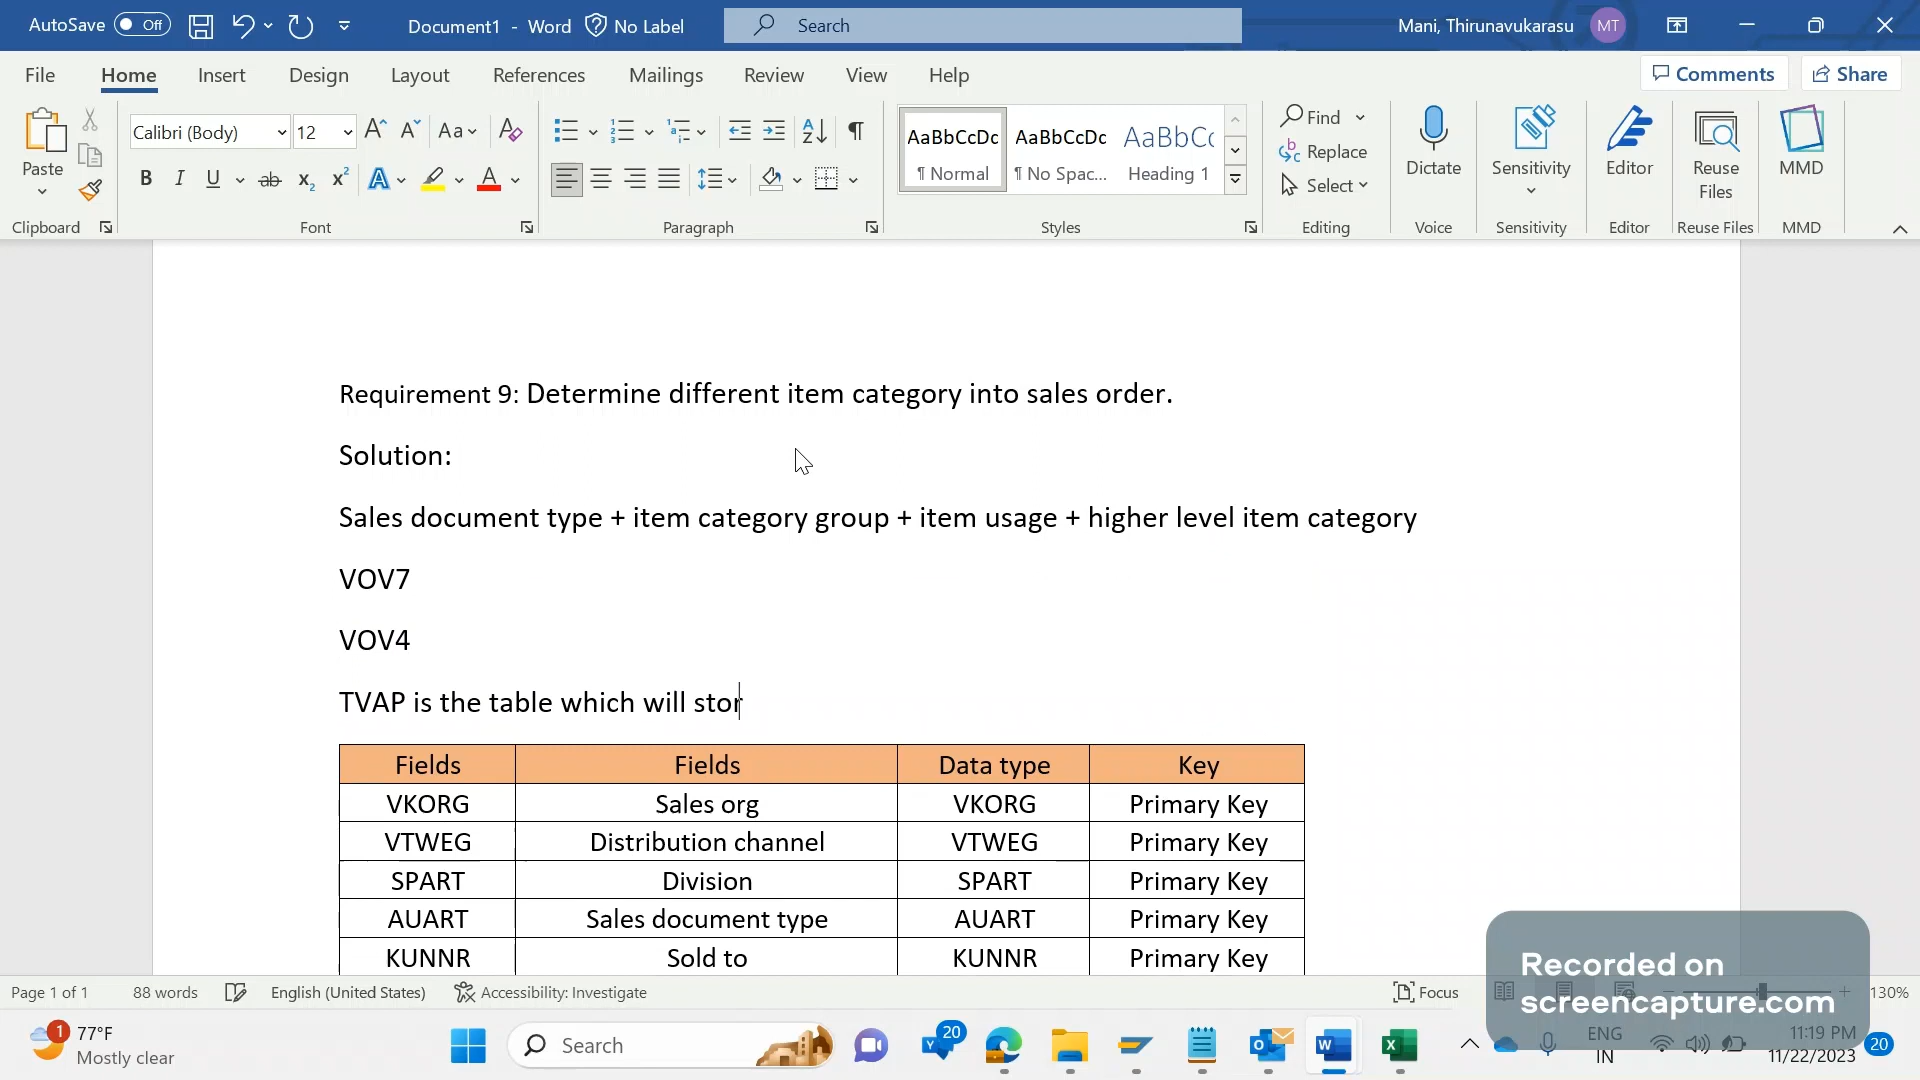 AutoSave Off Document1 - Word No Label Search Mani, Thirunavukarasu MT
File Home Insert Design Layout References Mailings Review View Help Comments Share
Calibri (Body) 12 Aa AaBbCcDc AaBbCcDc AaBbCc Find
Paste ¶ Normal ¶ No Spac... Heading 1 Replace Dictate Sensitivity Editor Reuse Files MMD
B I U ab Select
Clipboard Font Paragraph Styles Editing Voice Sensitivity Editor Reuse Files MMD
Requirement 9: Determine different item category into sales order.
Solution:
Sales document type + item category group + item usage + higher level item category
VOV7
VOV4
TVAP is the table which will stor
Fields Fields Data type Key
VKORG Sales org VKORG Primary Key
VTWEG Distribution channel VTWEG Primary Key
SPART Division SPART Primary Key
AUART Sales document type AUART Primary Key
KUNNR Sold to KUNNR Primary Key
Recorded on
screencapture.com
Page 1 of 1 88 words English (United States) Accessibility: Investigate Focus 130%
1 77°F
Mostly clear
Search 20
ENG
IN
11:19 PM
11/22/2023 20